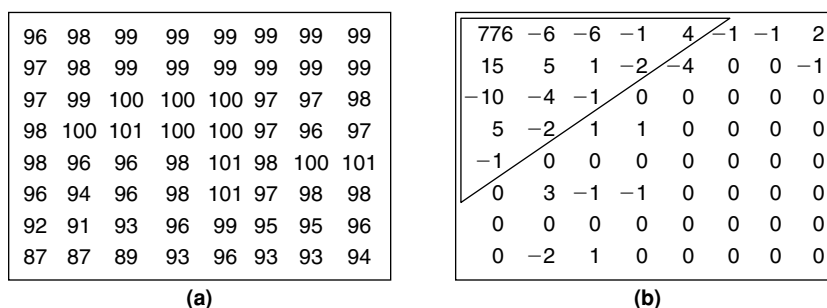 96 98 99 99 99 99 99 99
97 98 99 99 99 99 99 99
97 99 100 100 100 97 97 98
98 100 101 100 100 97 96 97
98 96 96 98 101 98 100 101
96 94 96 98 101 97 98 98
92 91 93 96 99 95 95 96
87 87 89 93 96 93 93 94
(a)
776 −6 −6 −1 4 −1 −1 2
15 5 1 −2 −4 0 0 −1
−10 −4 −1 0 0 0 0 0
5 −2 1 1 0 0 0 0
−1 0 0 0 0 0 0 0
0 3 −1 −1 0 0 0 0
0 0 0 0 0 0 0 0
0 −2 1 0 0 0 0 0
(b)